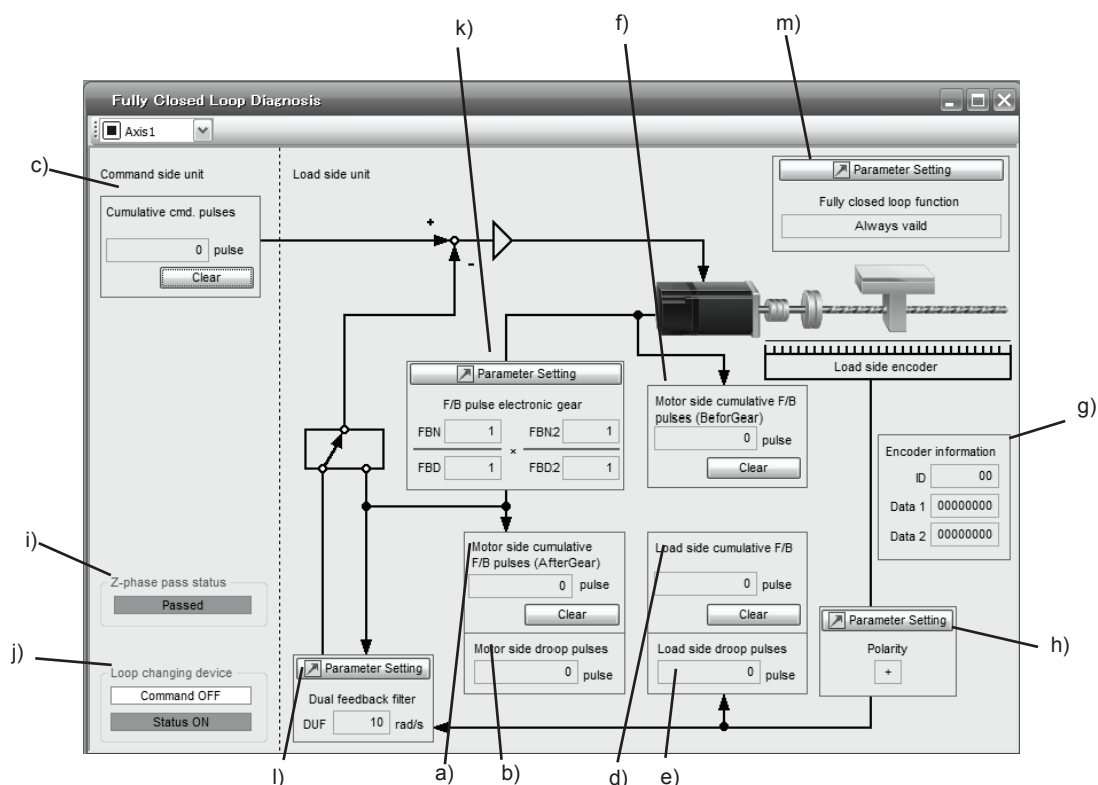 k)
f)
m)
Fully Closed Loop Diagnosis
Axis1
c)
Command side unit
Load side unit
Parameter Setting
Cumulative cmd. pulses
Fully closed loop function
0 pulse
Always vaild
Clear
+
-
Parameter Setting
F/B pulse electronic gear
FBN 1 FBN2 1
×
FBD 1 FBD2 1
Motor side cumulative F/B
pulses (BeforGear)
0 pulse
Clear
Load side encoder
g)
Encoder information
ID 00
Data 1 00000000
Data 2 00000000
i)
Z-phase pass status
Passed
Motor side cumulative
F/B pulses (AfterGear)
0 pulse
Clear
Load side cumulative F/B
0 pulse
Clear
Parameter Setting
Polarity
+
h)
j)
Loop changing device
Command OFF
Status ON
Parameter Setting
Dual feedback filter
DUF 10 rad/s
Motor side droop pulses
0 pulse
Load side droop pulses
0 pulse
l)
a)
b)
d)
e)